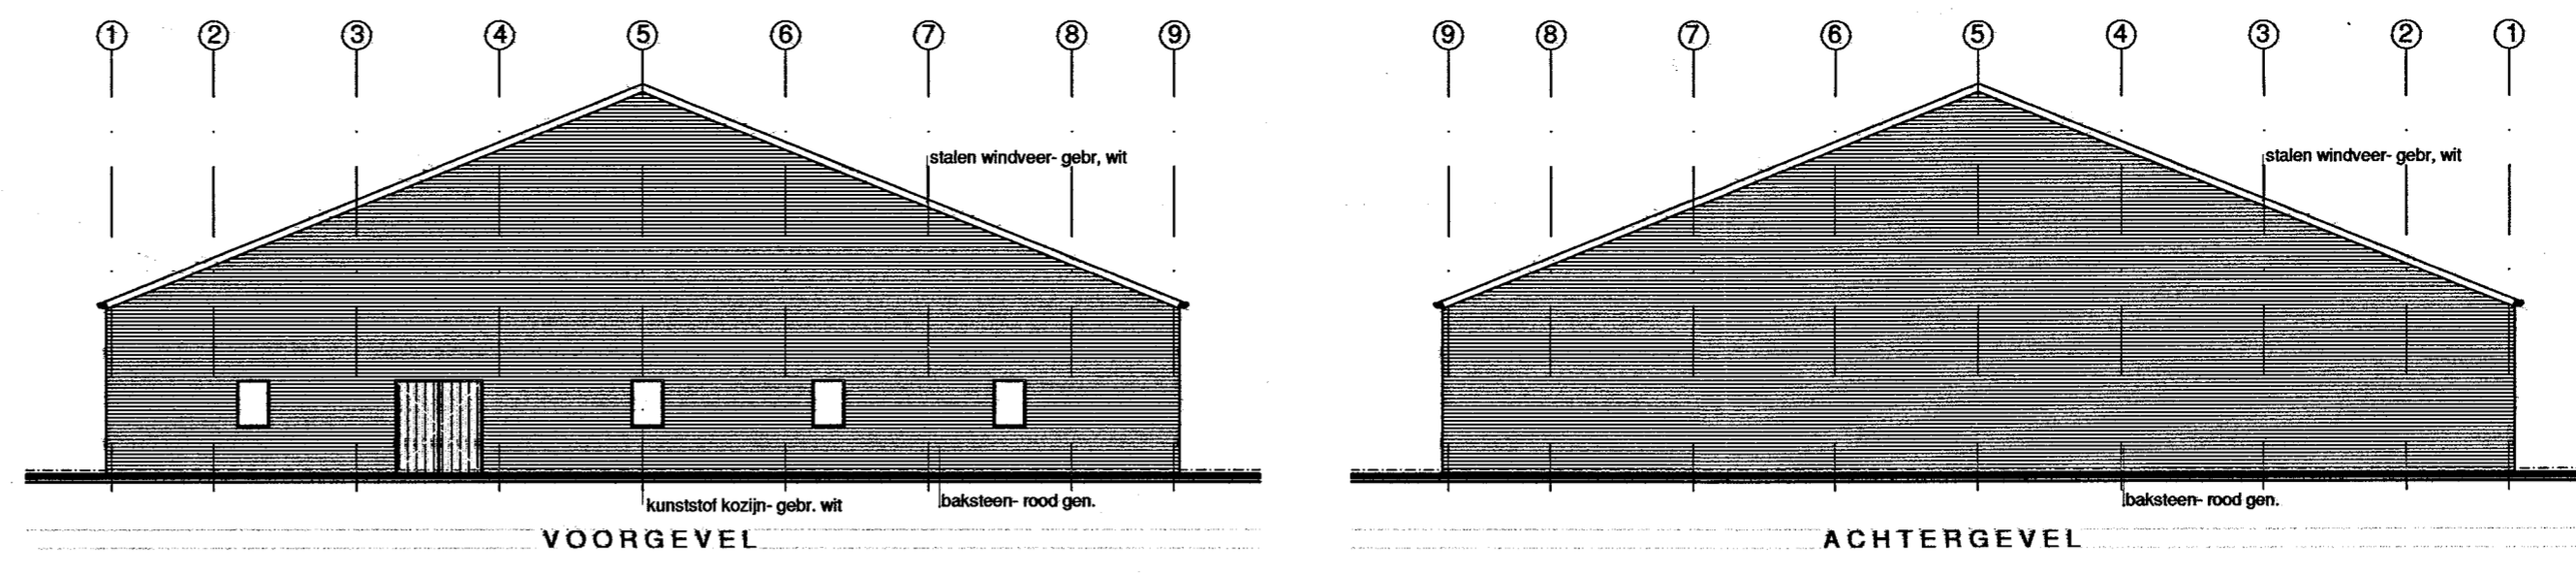 1 2 3 4 5 6 7 8 9
stalen windveer- gebr, wit
kunststof kozijn- gebr. wit
baksteen- rood gen.
VOORGEVEL
9 8 7 6 5 4 3 2 1
stalen windveer- gebr, wit
baksteen- rood gen.
ACHTERGEVEL